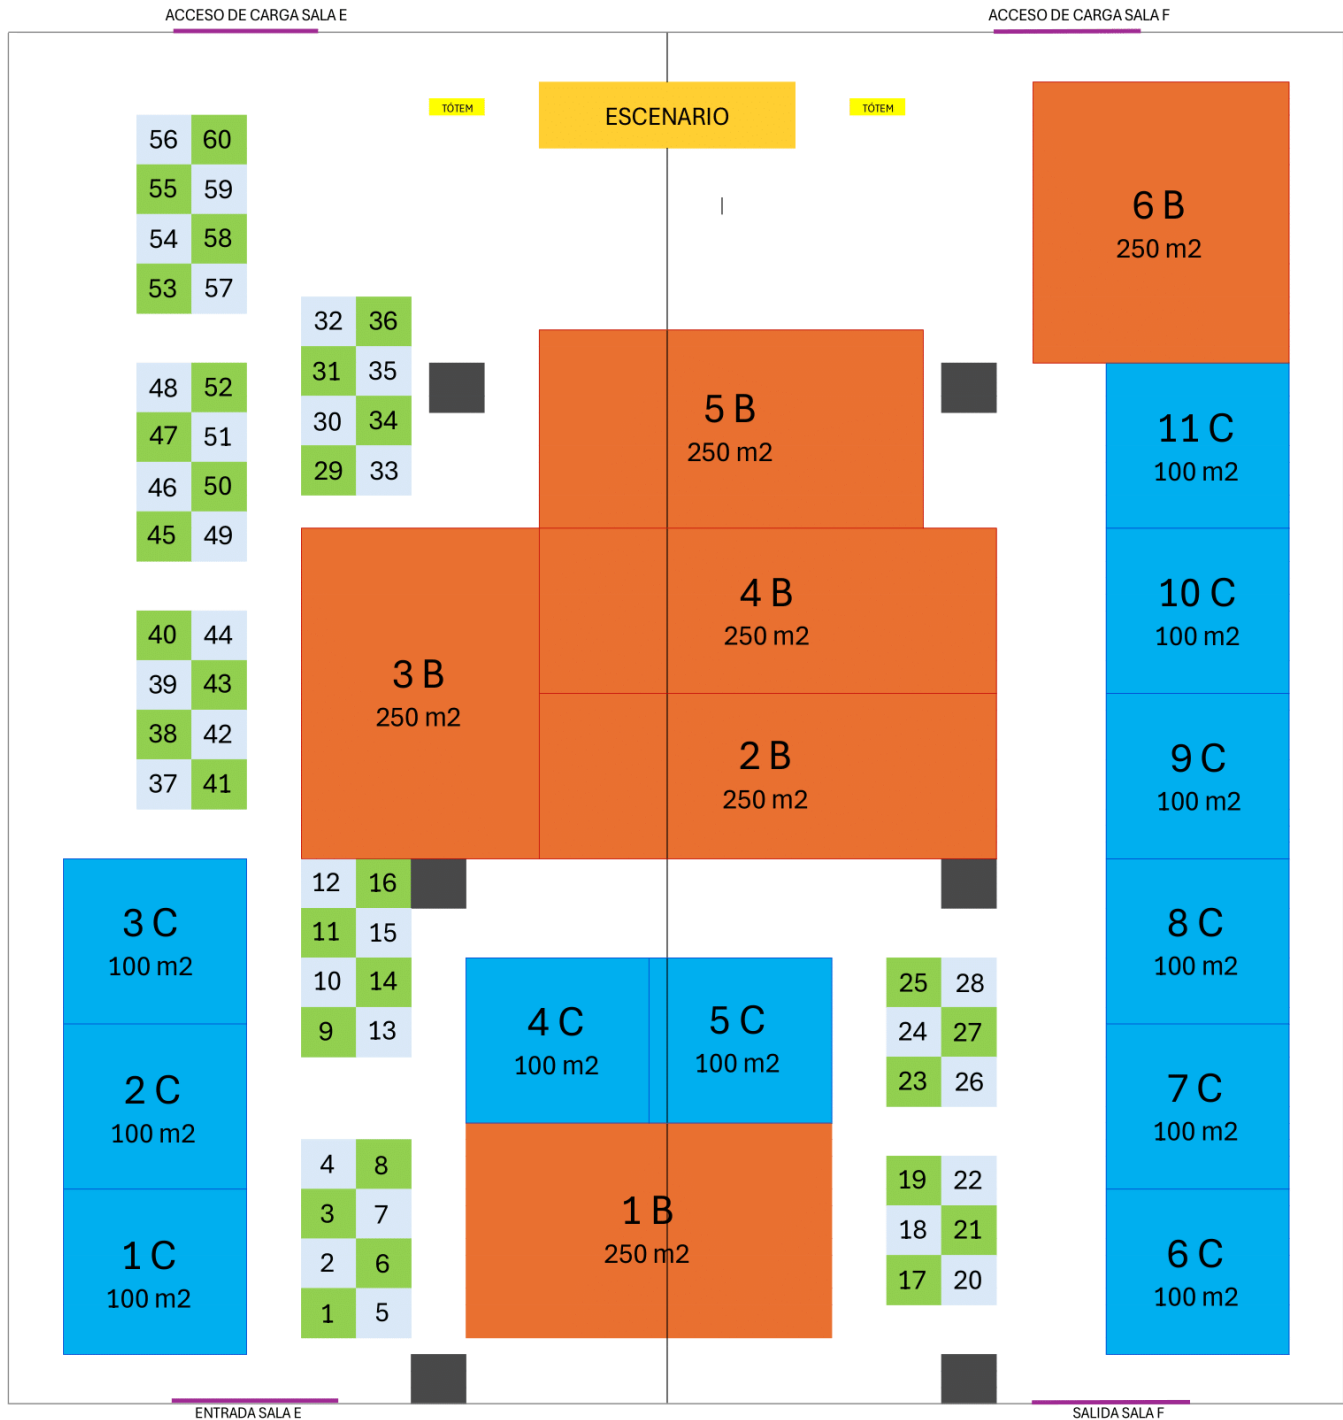 ACCESO DE CARGA SALA E
ACCESO DE CARGA SALA F
TÓTEM
ESCENARIO
TÓTEM
56 60
55 59
54 58
53 57
6 B
250 m2
32 36
31 35
30 34
29 33
48 52
47 51
46 50
45 49
5 B
250 m2
11 C
100 m2
4 B
250 m2
10 C
100 m2
40 44
39 43
38 42
37 41
3 B
250 m2
2 B
250 m2
9 C
100 m2
12 16
11 15
10 14
9 13
3 C
100 m2
8 C
100 m2
4 C
100 m2
5 C
100 m2
25 28
24 27
23 26
2 C
100 m2
7 C
100 m2
4 8
3 7
2 6
1 5
1 B
250 m2
19 22
18 21
17 20
1 C
100 m2
6 C
100 m2
ENTRADA SALA E
SALIDA SALA F